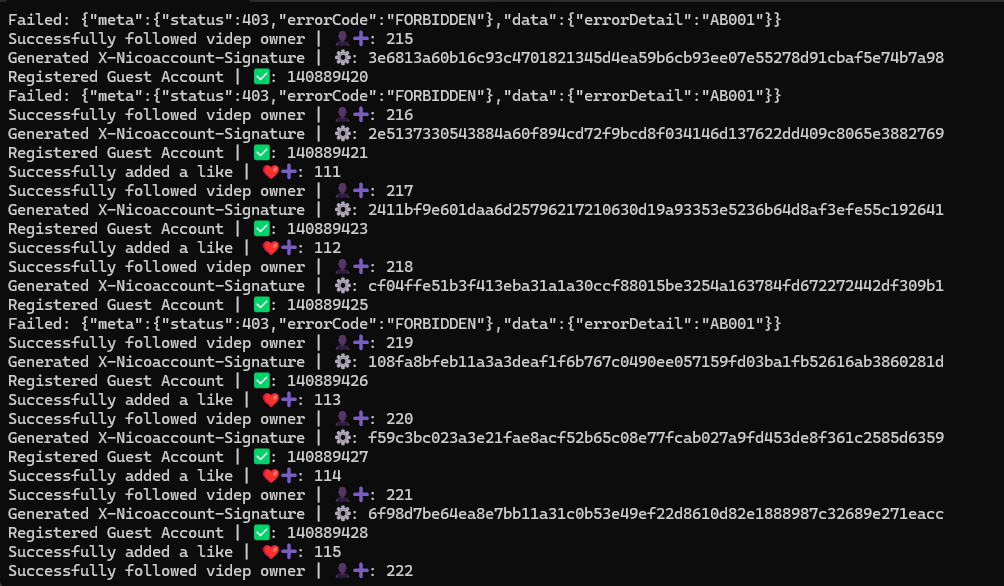 Failed: {"meta":{"status":403,"errorCode":"FORBIDDEN"},"data":{"errorDetail":"AB001"}}
Successfully followed videp owner | 👤➕: 215
Generated X-Nicoaccount-Signature | ⚙️: 3e6813a60b16c93c4701821345d4ea59b6cb93ee07e55278d91cbaf5e74b7a98
Registered Guest Account | ✅: 140889420
Failed: {"meta":{"status":403,"errorCode":"FORBIDDEN"},"data":{"errorDetail":"AB001"}}
Successfully followed videp owner | 👤➕: 216
Generated X-Nicoaccount-Signature | ⚙️: 2e5137330543884a60f894cd72f9bcd8f034146d137622dd409c8065e3882769
Registered Guest Account | ✅: 140889421
Successfully added a like | ❤️➕: 111
Successfully followed videp owner | 👤➕: 217
Generated X-Nicoaccount-Signature | ⚙️: 2411bf9e601daa6d25796217210630d19a93353e5236b64d8af3efe55c192641
Registered Guest Account | ✅: 140889423
Successfully added a like | ❤️➕: 112
Successfully followed videp owner | 👤➕: 218
Generated X-Nicoaccount-Signature | ⚙️: cf04ffe51b3f413eba31a1a30ccf88015be3254a163784fd672272442df309b1
Registered Guest Account | ✅: 140889425
Failed: {"meta":{"status":403,"errorCode":"FORBIDDEN"},"data":{"errorDetail":"AB001"}}
Successfully followed videp owner | 👤➕: 219
Generated X-Nicoaccount-Signature | ⚙️: 108fa8bfeb11a3a3deaf1f6b767c0490ee057159fd03ba1fb52616ab3860281d
Registered Guest Account | ✅: 140889426
Successfully added a like | ❤️➕: 113
Successfully followed videp owner | 👤➕: 220
Generated X-Nicoaccount-Signature | ⚙️: f59c3bc023a3e21fae8acf52b65c08e77fcab027a9fd453de8f361c2585d6359
Registered Guest Account | ✅: 140889427
Successfully added a like | ❤️➕: 114
Successfully followed videp owner | 👤➕: 221
Generated X-Nicoaccount-Signature | ⚙️: 6f98d7be64ea8e7bb11a31c0b53e49ef22d8610d82e1888987c32689e271eacc
Registered Guest Account | ✅: 140889428
Successfully added a like | ❤️➕: 115
Successfully followed videp owner | 👤➕: 222